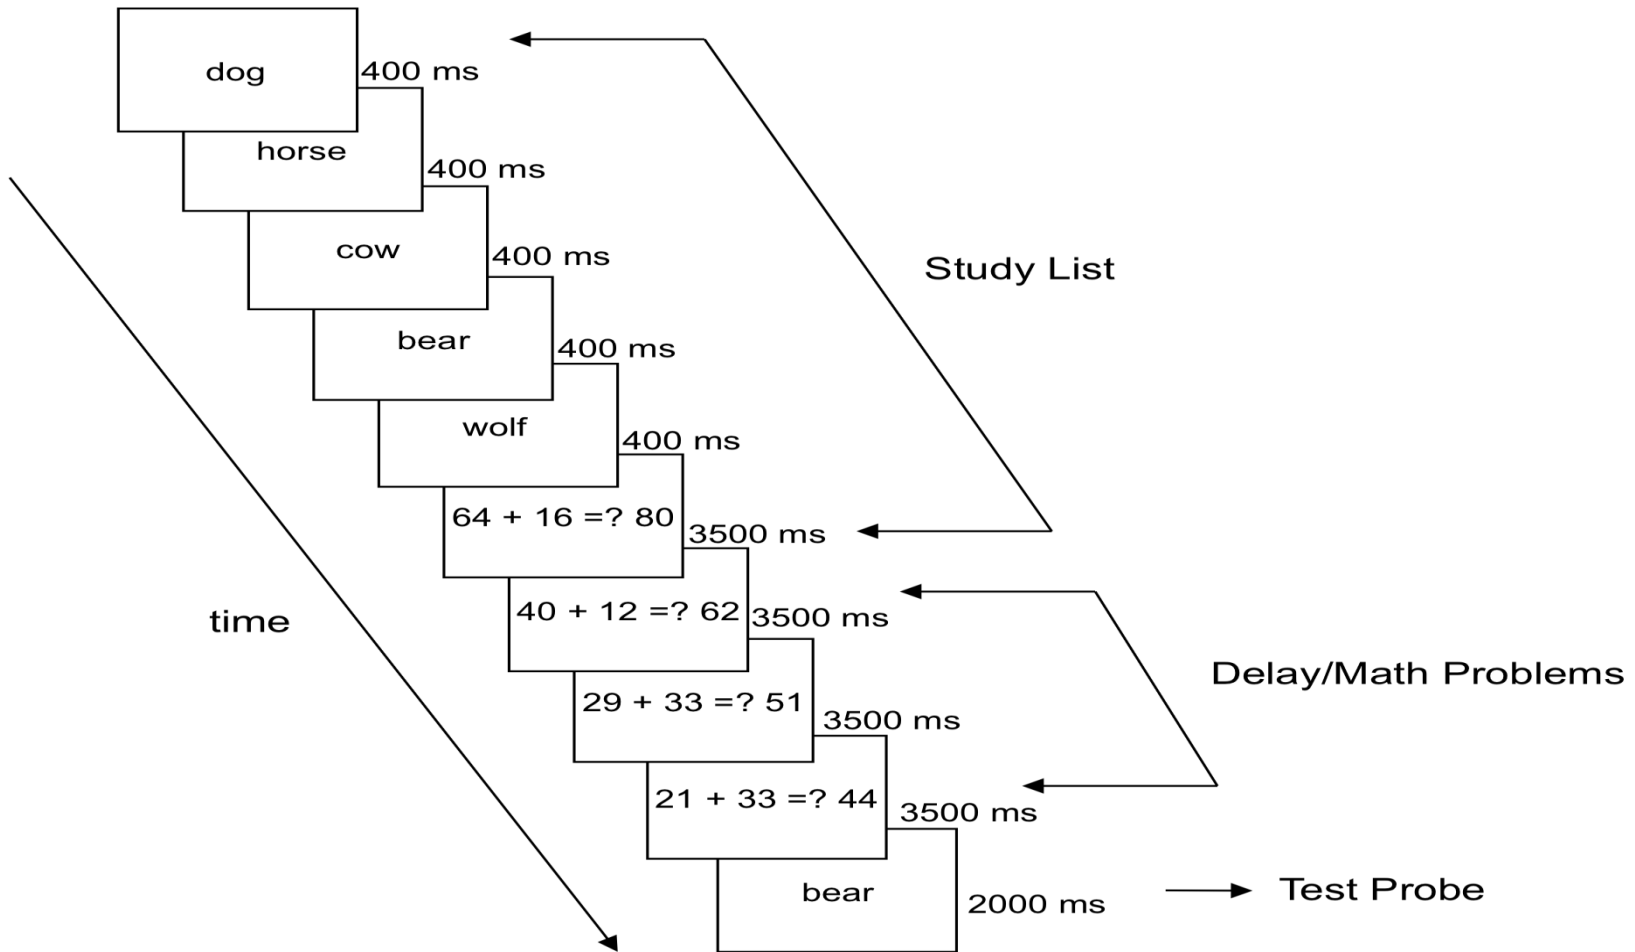 dog
400 ms
horse
400 ms
cow
400 ms
bear
400 ms
wolf
400 ms
64 + 16 =? 80
3500 ms
40 + 12 =? 62
3500 ms
29 + 33 =? 51
3500 ms
21 + 33 =? 44
3500 ms
bear
2000 ms
time
Study List
Delay/Math Problems
Test Probe